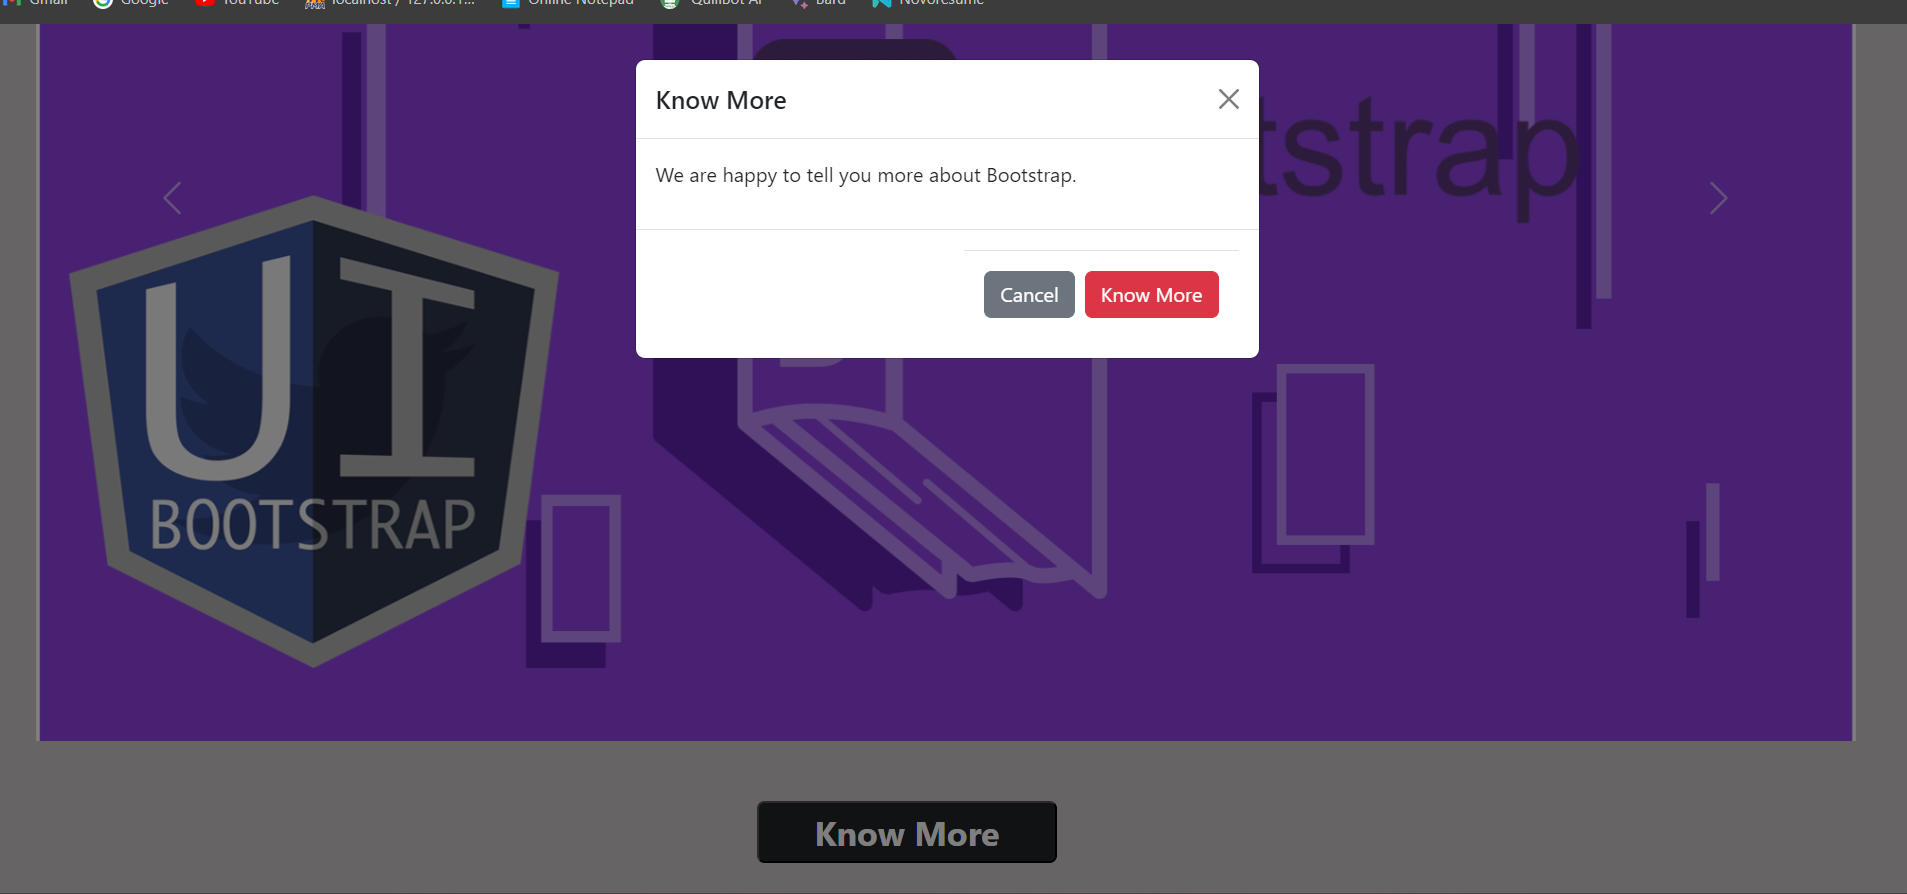 Gmail
Google
YouTube
localhost / 127.0.0.1...
Online Notepad
QuillBot AI
Bard
Novoresume
Know More
We are happy to tell you more about Bootstrap.
Cancel
Know More
tstrap
UI
BOOTSTRAP
Know More